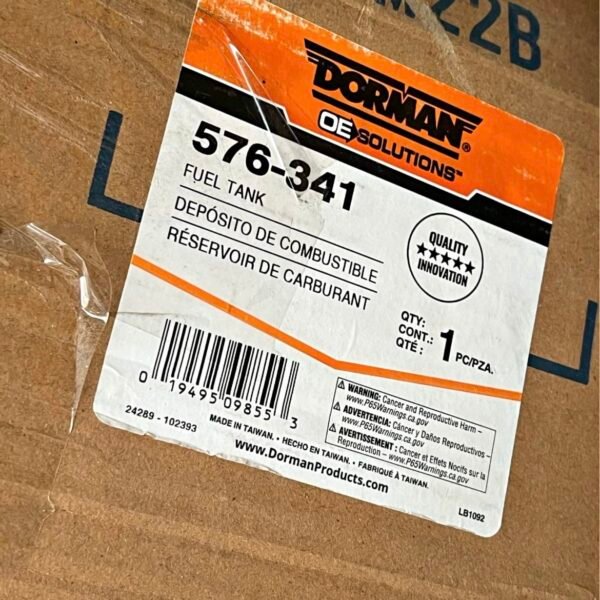 22B
DORMAN®
OE SOLUTIONS™
576-341
FUEL TANK
DEPÓSITO DE COMBUSTIBLE
RÉSERVOIR DE CARBURANT
QUALITY
★★★★★
INNOVATION
QTY:
CONT.:
QTÉ :
1 PC/PZA.
0 19495 09855 3
24289 - 102393
MADE IN TAIWAN. • HECHO EN TAIWÁN. • FABRIQUÉ À TAIWAN.
www.DormanProducts.com
⚠ WARNING: Cancer and Reproductive Harm –
www.P65Warnings.ca.gov
⚠ ADVERTENCIA: Cáncer y Daños Reproductivos –
www.P65Warnings.ca.gov
⚠ AVERTISSEMENT : Cancer et Effets Nocifs sur la
Reproduction – www.P65Warnings.ca.gov
LB1092